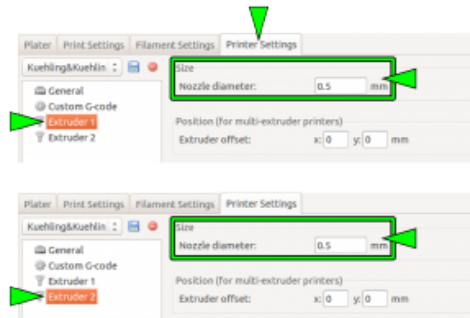 Plater Print Settings Filament Settings Printer Settings
Kuehling&Kuehlin
Size
Nozzle diameter: 0.5 mm
General
Custom G-code
Extruder 1
Extruder 2
Position (for multi-extruder printers)
Extruder offset: x: 0 y: 0 mm
Plater Print Settings Filament Settings Printer Settings
Kuehling&Kuehlin
Size
Nozzle diameter: 0.5 mm
General
Custom G-code
Extruder 1
Extruder 2
Position (for multi-extruder printers)
Extruder offset: x: 0 y: 0 mm